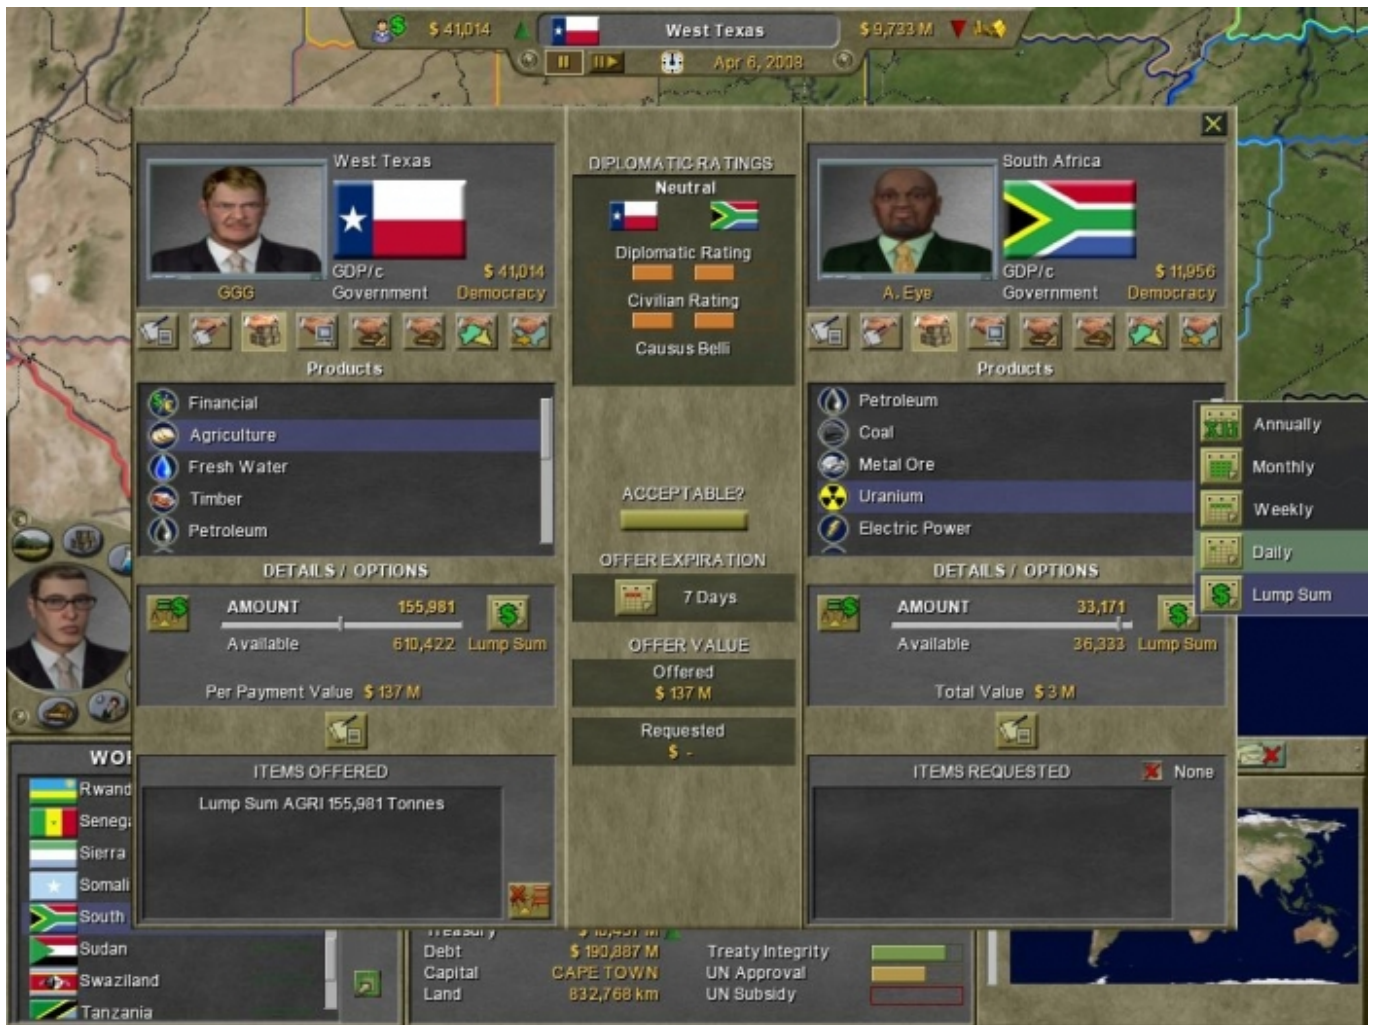 $ 41,014
West Texas
$ 9,733 M
Apr 6, 2008
West Texas
GDP/c $ 41,014
GGG
Government Democracy
Products
Financial
Agriculture
Fresh Water
Timber
Petroleum
DETAILS / OPTIONS
AMOUNT 155,981
Available 610,422 Lump Sum
Per Payment Value $ 137 M
ITEMS OFFERED
Lump Sum AGRI 155,981 Tonnes
DIPLOMATIC RATINGS
Neutral
Diplomatic Rating
Civilian Rating
Causus Belli
ACCEPTABLE?
OFFER EXPIRATION
7 Days
OFFER VALUE
Offered
$ 137 M
Requested
$ -
South Africa
GDP/c $ 11,956
A. Eye
Government Democracy
Products
Petroleum
Coal
Metal Ore
Uranium
Electric Power
Annually
Monthly
Weekly
Daily
Lump Sum
DETAILS / OPTIONS
AMOUNT 33,171
Available 36,333 Lump Sum
Total Value $ 3 M
ITEMS REQUESTED
None
WO
Rwand
Seneg
Sierra
Somali
South
Sudan
Swaziland
Tanzania
Treasury
Debt $ 190,887 M
Capital CAPE TOWN
Land 832,768 km
Treaty Integrity
UN Approval
UN Subsidy